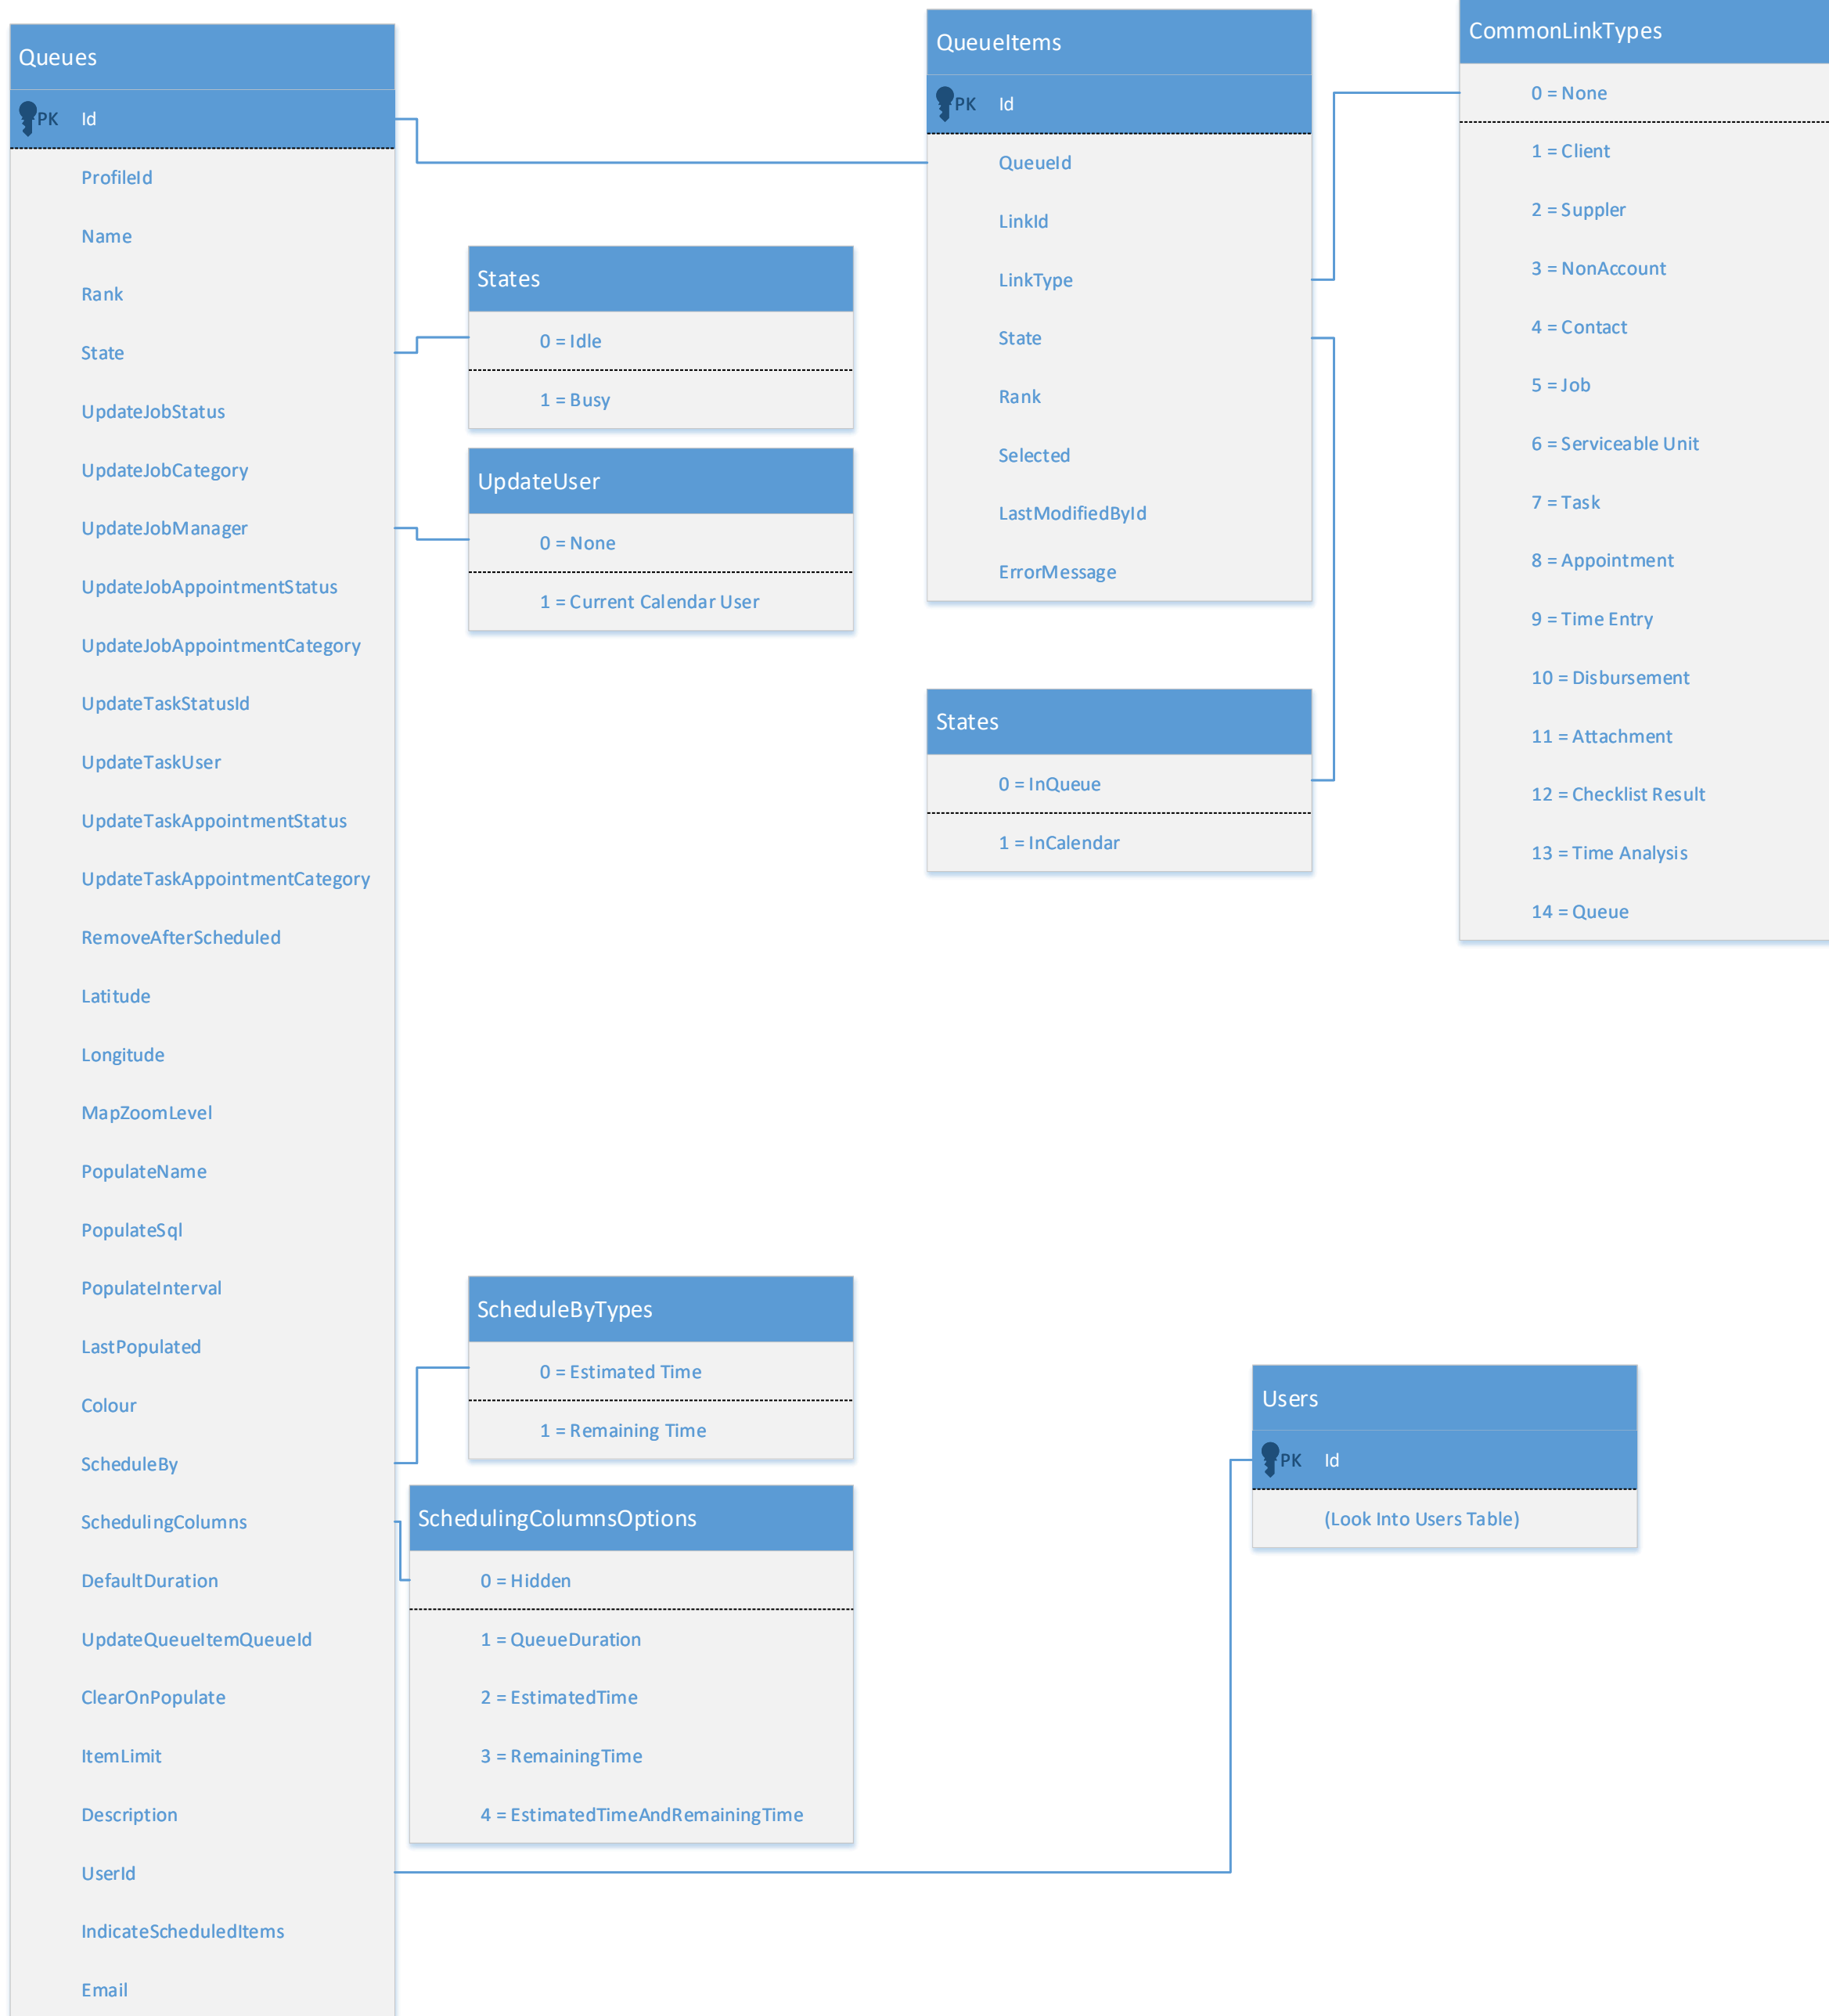 Queues
PK Id
ProfileId
Name
Rank
State
UpdateJobStatus
UpdateJobCategory
UpdateJobManager
UpdateJobAppointmentStatus
UpdateJobAppointmentCategory
UpdateTaskStatusId
UpdateTaskUser
UpdateTaskAppointmentStatus
UpdateTaskAppointmentCategory
RemoveAfterScheduled
Latitude
Longitude
MapZoomLevel
PopulateName
PopulateSql
PopulateInterval
LastPopulated
Colour
ScheduleBy
SchedulingColumns
DefaultDuration
UpdateQueueItemQueueId
ClearOnPopulate
ItemLimit
Description
UserId
IndicateScheduledItems
Email
States
0 = Idle
1 = Busy
UpdateUser
0 = None
1 = Current Calendar User
ScheduleByTypes
0 = Estimated Time
1 = Remaining Time
SchedulingColumnsOptions
0 = Hidden
1 = QueueDuration
2 = EstimatedTime
3 = RemainingTime
4 = EstimatedTimeAndRemainingTime
QueueItems
PK Id
QueueId
LinkId
LinkType
State
Rank
Selected
LastModifiedById
ErrorMessage
States
0 = InQueue
1 = InCalendar
CommonLinkTypes
0 = None
1 = Client
2 = Suppler
3 = NonAccount
4 = Contact
5 = Job
6 = Serviceable Unit
7 = Task
8 = Appointment
9 = Time Entry
10 = Disbursement
11 = Attachment
12 = Checklist Result
13 = Time Analysis
14 = Queue
Users
PK Id
(Look Into Users Table)